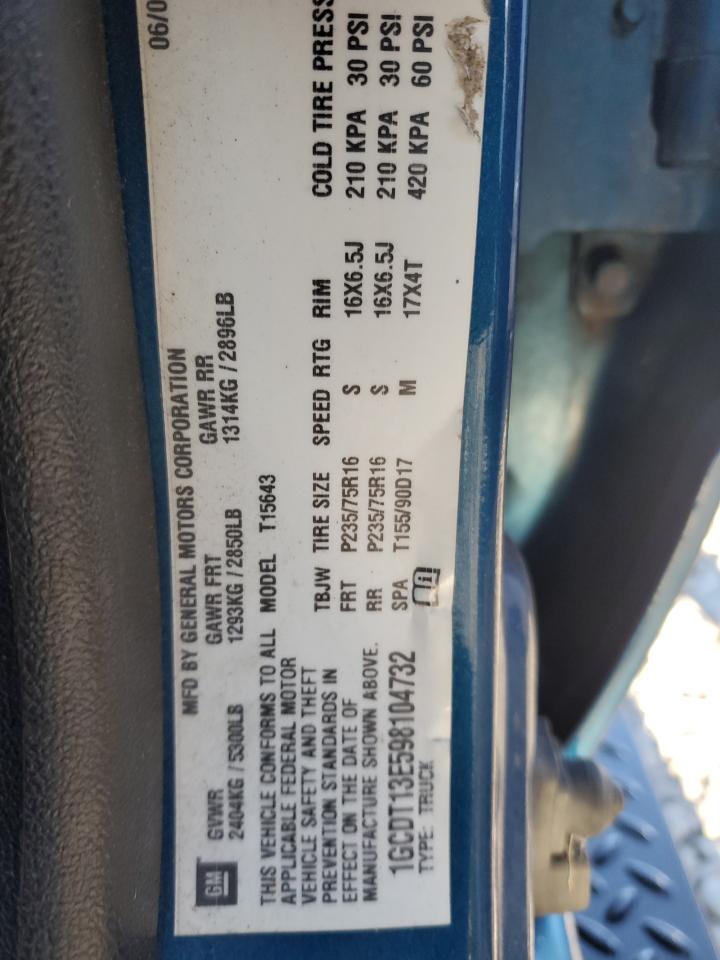 GM
MFD BY GENERAL MOTORS CORPORATION 06/0
GVWR GAWR FRT GAWR RR
2404KG / 5300LB 1293KG / 2850LB 1314KG / 2896LB
THIS VEHICLE CONFORMS TO ALL MODEL T15643
APPLICABLE FEDERAL MOTOR
VEHICLE SAFETY AND THEFT
PREVENTION STANDARDS IN
EFFECT ON THE DATE OF
MANUFACTURE SHOWN ABOVE.
1GCDT13E598104732
TYPE: TRUCK
TBJW TIRE SIZE SPEED RTG RIM COLD TIRE PRESS
FRT P235/75R16 S 16X6.5J 210 KPA 30 PSI
RR P235/75R16 S 16X6.5J 210 KPA 30 PSI
SPA T155/90D17 M 17X4T 420 KPA 60 PSI